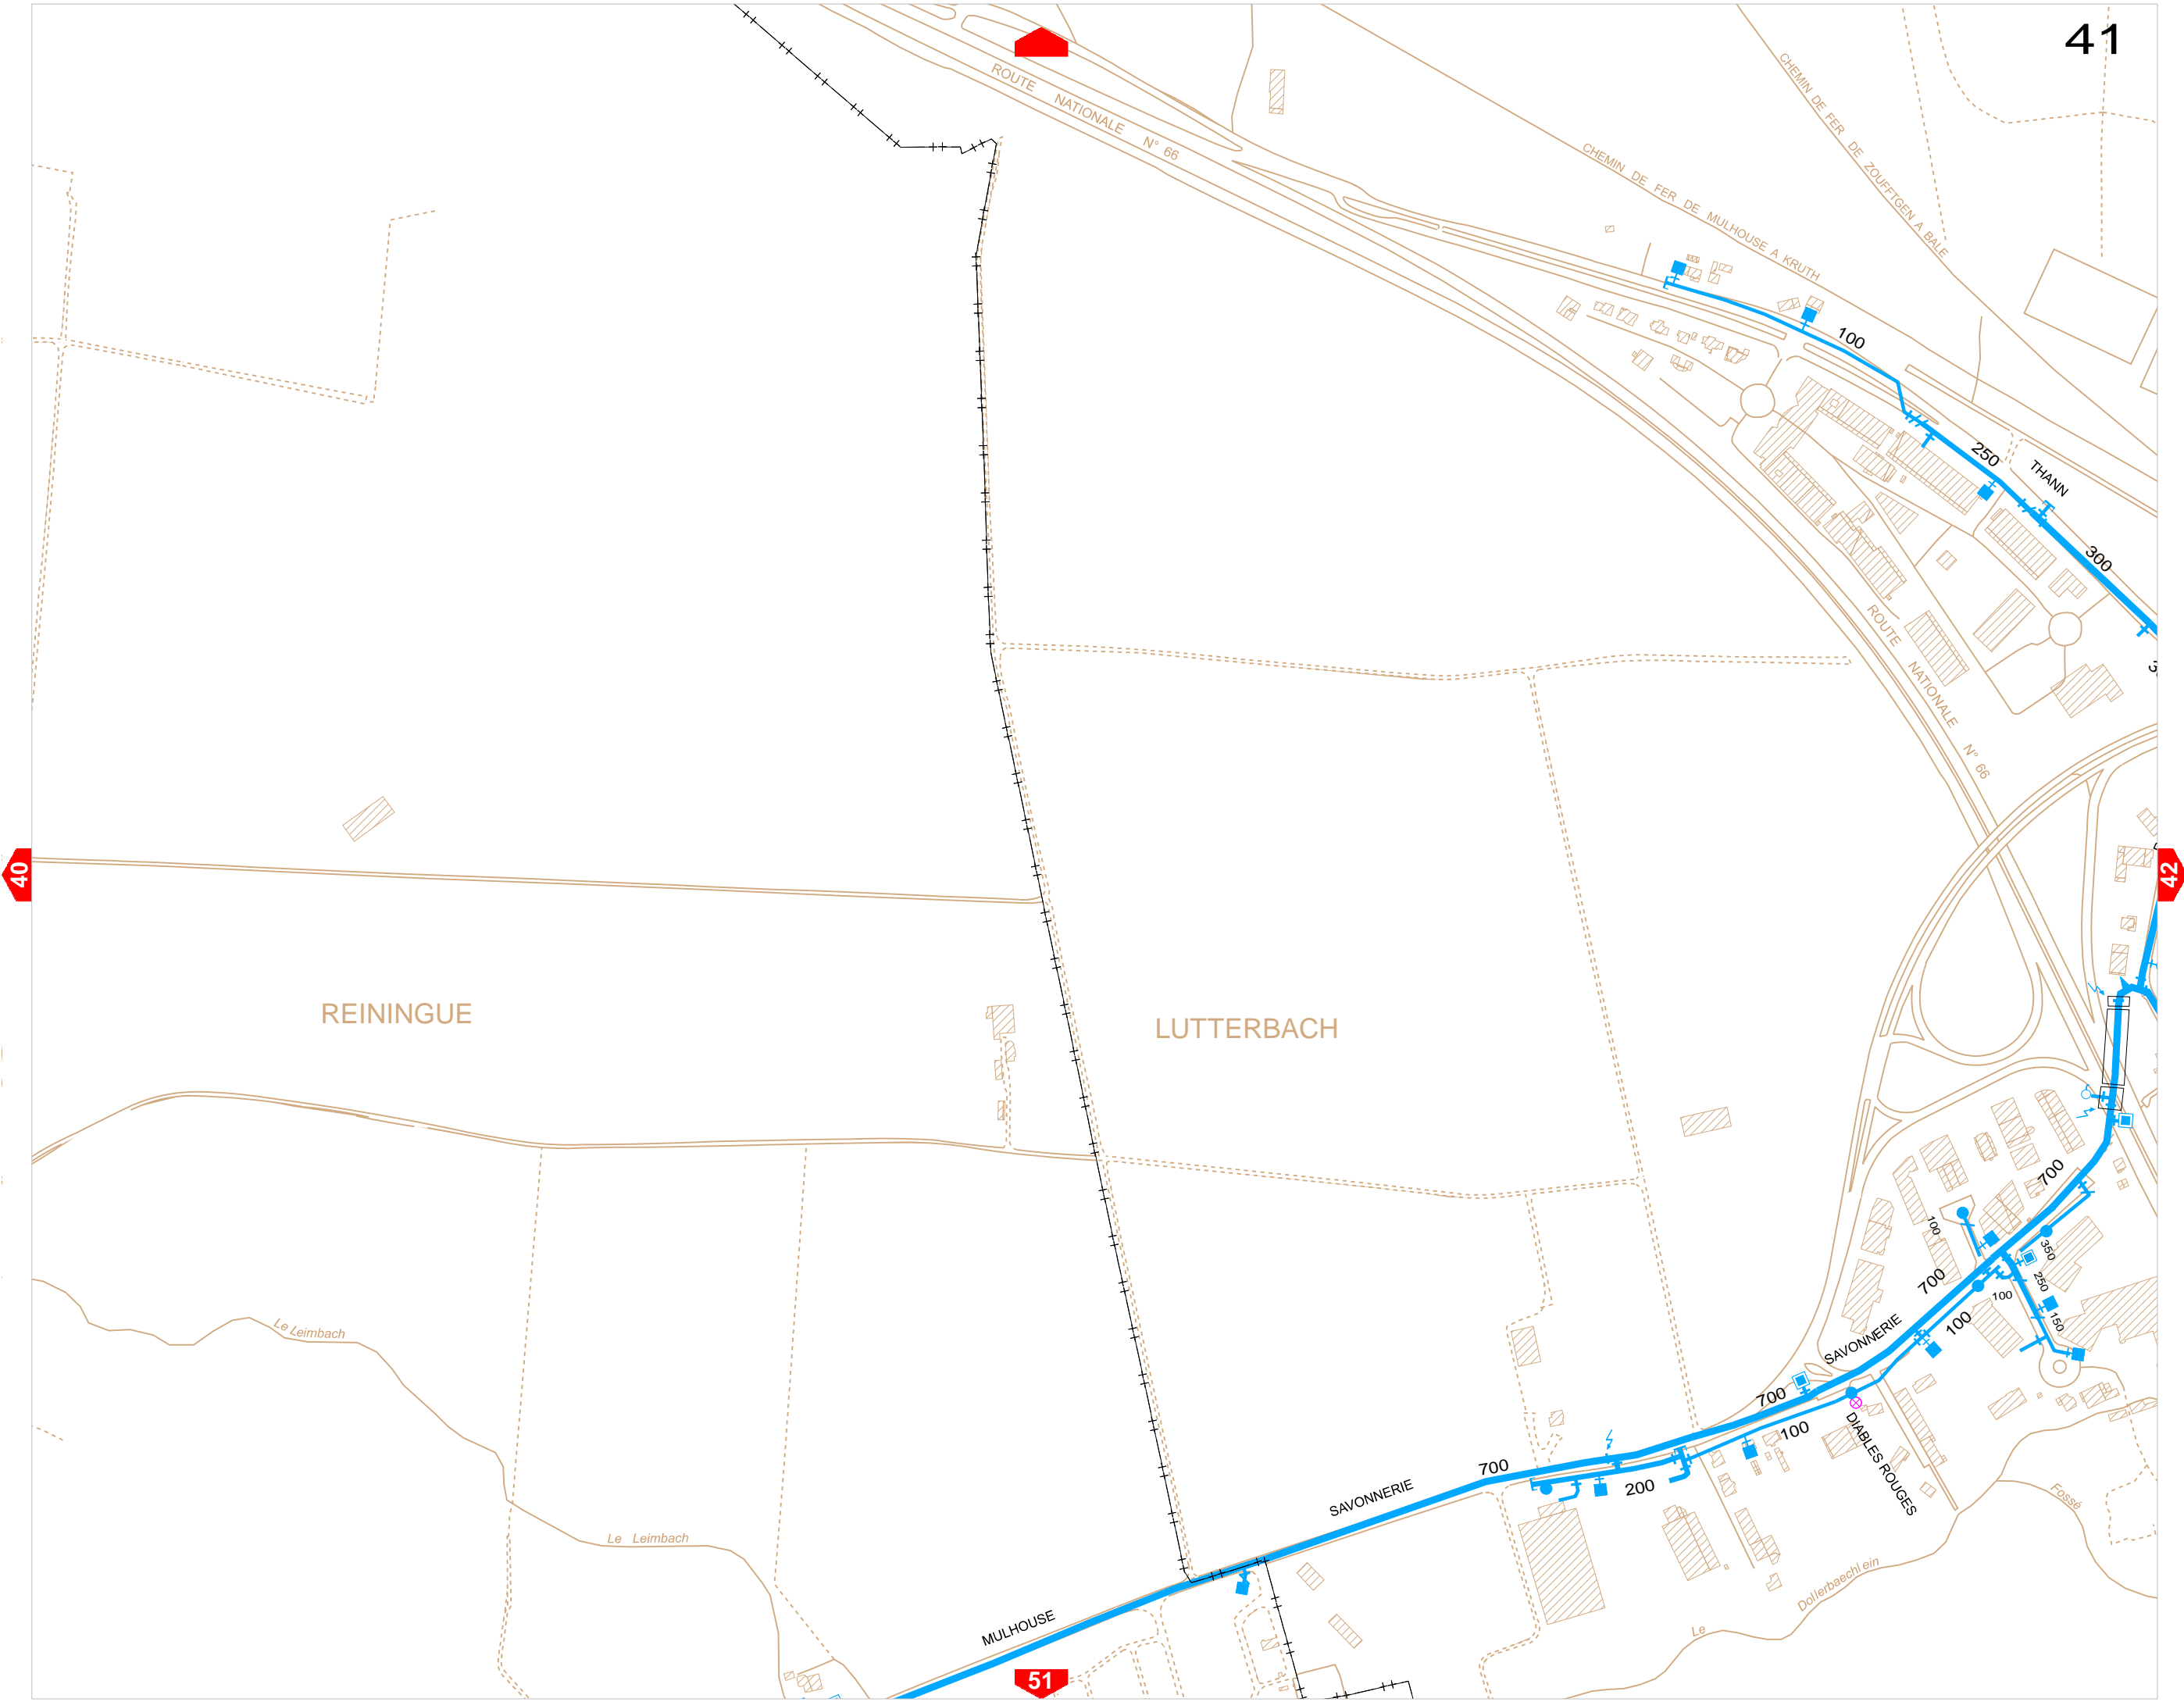 41
ROUTE NATIONALE N° 66
CHEMIN DE FER DE ZOUFFTGEN A BALE
CHEMIN DE FER DE MULHOUSE A KRUTH
100
250
THANN
300
ROUTE NATIONALE N° 66
40
42
REININGUE
LUTTERBACH
700
100
350
250
100
150
700
100
SAVONNERIE
Le Leimbach
700
100
DIABLES ROUGES
700
200
SAVONNERIE
Fossé
Le Leimbach
Le Dollerbaechlein
MULHOUSE
51